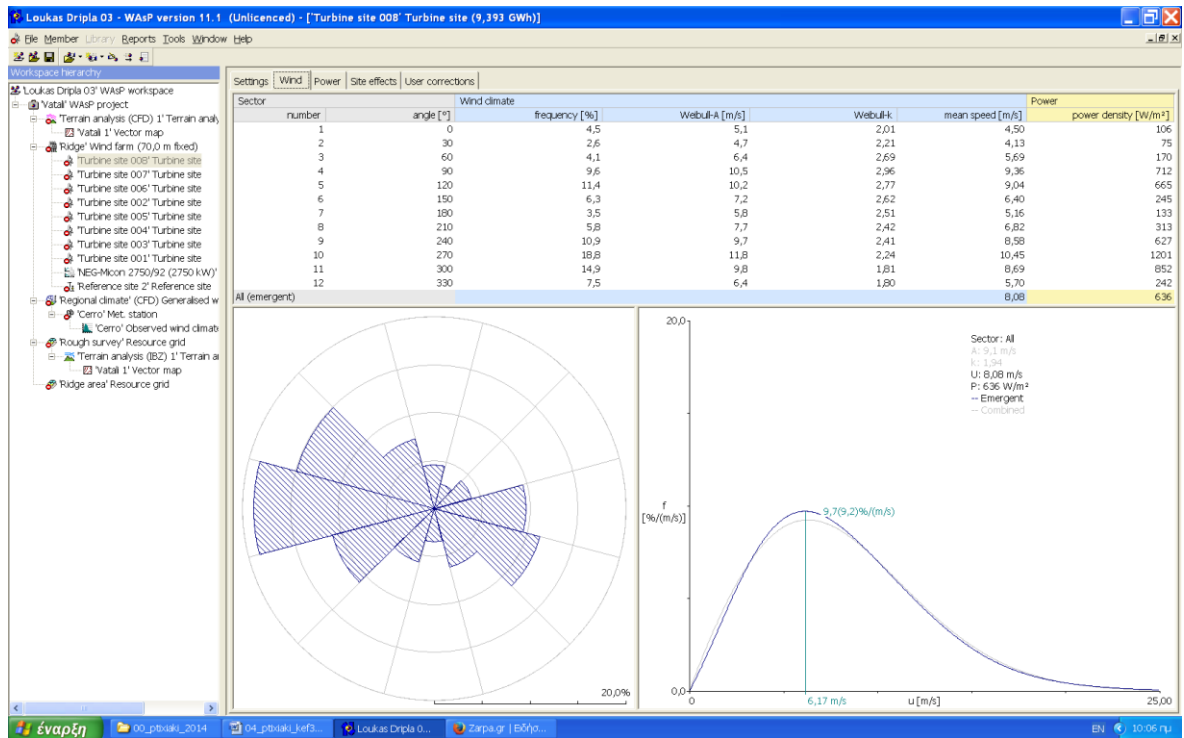 Loukas Dripla 03 - WAsP version 11.1 (Unlicenced) - ['Turbine site 008' Turbine site (9,393 GWh)]
File Member Library Reports Tools Window Help
Workspace hierarchy
'Loukas Dripla 03' WAsP workspace
'Vatali' WAsP project
'Terrain analysis (CFD) 1' Terrain analy
'Vatali 1' Vector map
'Ridge' Wind farm (70,0 m fixed)
'Turbine site 008' Turbine site
'Turbine site 007' Turbine site
'Turbine site 006' Turbine site
'Turbine site 002' Turbine site
'Turbine site 005' Turbine site
'Turbine site 004' Turbine site
'Turbine site 003' Turbine site
'Turbine site 001' Turbine site
'NEG-Micon 2750/92 (2750 kW)'
'Reference site 2' Reference site
'Regional climate' (CFD) Generalised w
'Cerro' Met. station
'Cerro' Observed wind climate
'Rough survey' Resource grid
'Terrain analysis (IBZ) 1' Terrain a
'Vatali 1' Vector map
'Ridge area' Resource grid
Settings Wind Power Site effects User corrections
Sector Wind climate Power
number angle [°] frequency [%] Weibull-A [m/s] Weibull-k mean speed [m/s] power density [W/m²]
1 0 4,5 5,1 2,01 4,50 106
2 30 2,6 4,7 2,21 4,13 75
3 60 4,1 6,4 2,69 5,69 170
4 90 9,6 10,5 2,96 9,36 712
5 120 11,4 10,2 2,77 9,04 665
6 150 6,3 7,2 2,62 6,40 245
7 180 3,5 5,8 2,51 5,16 133
8 210 5,8 7,7 2,42 6,82 313
9 240 10,9 9,7 2,41 8,58 627
10 270 18,8 11,8 2,24 10,45 1201
11 300 14,9 9,8 1,81 8,69 852
12 330 7,5 6,4 1,80 5,70 242
All (emergent) 8,08 636
20,0%
20,0
Sector: All
A: 9,1 m/s
k: 1,94
U: 8,08 m/s
P: 636 W/m²
-- Emergent
-- Combined
f
[%/(m/s)]
9,7(9,2)%/(m/s)
0,0
0 6,17 m/s u [m/s] 25,00
έναρξη 00_ptixiaki_2014 04_ptixiaki_kef3... Loukas Dripla 0... Zarpa.gr | Ειδήσ... EN 10:06 πμ